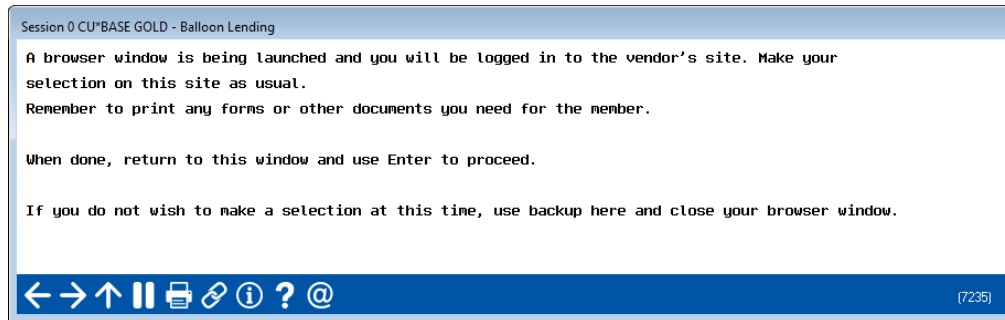 Session 0 CU*BASE GOLD - Balloon Lending
A browser window is being launched and you will be logged in to the vendor's site. Make your
selection on this site as usual.
Remember to print any forms or other documents you need for the member.
When done, return to this window and use Enter to proceed.
If you do not wish to make a selection at this time, use backup here and close your browser window.
(7235)